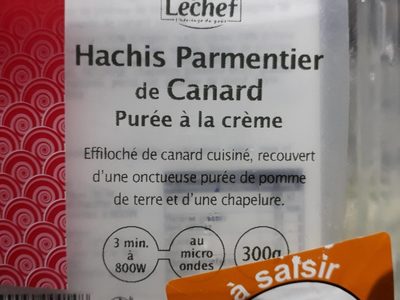 Lechef
Hachis Parmentier
de Canard
Purée à la crème
Effiloché de canard cuisiné, recouvert
d'une onctueuse purée de pomme
de terre et d'une chapelure.
3 min.
à
800W
au
micro
ondes
300g
à saisir